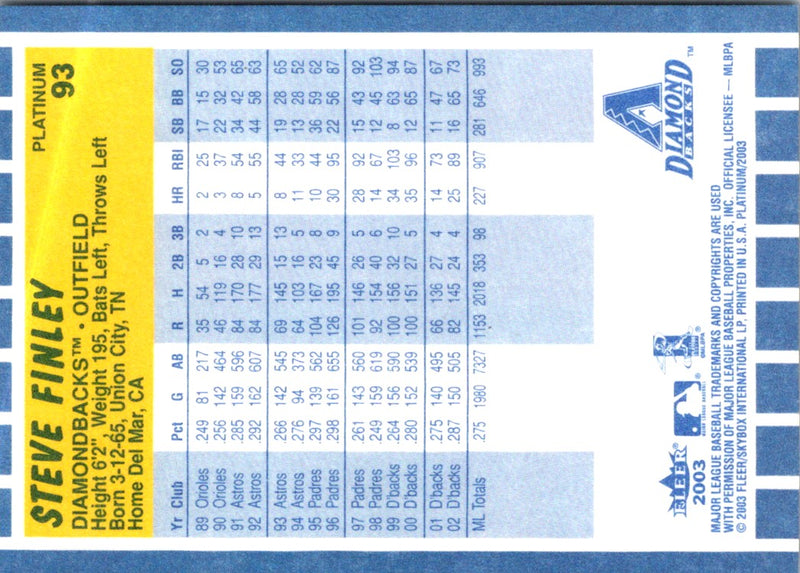 STEVE FINLEY
PLATINUM
93
DIAMONDBACKS™ · OUTFIELD
Height 6'2" Weight 195, Bats Left, Throws Left
Born 3-12-65, Union City, TN
Home Del Mar, CA
Yr Club Pct G AB R H 2B 3B HR RBI SB BB SO
89 Orioles .249 81 217 35 54 5 2 2 25 17 15 30
90 Orioles .256 142 464 46 119 16 4 3 37 22 32 53
91 Astros .285 159 596 84 170 28 10 8 54 34 42 65
92 Astros .292 162 607 84 177 29 13 5 55 44 58 63
93 Astros .266 142 545 69 145 15 13 8 44 19 28 65
94 Astros .276 94 373 64 103 16 5 11 33 13 28 52
95 Padres .297 139 562 104 167 23 8 10 44 36 59 62
96 Padres .298 161 655 126 195 45 9 30 95 22 56 87
97 Padres .261 143 560 101 146 26 5 28 92 15 43 92
98 Padres .249 159 619 92 154 40 6 14 67 12 45 103
99 D'backs .264 156 590 100 156 32 10 34 103 8 63 94
00 D'backs .280 152 539 100 151 27 5 35 96 12 65 87
01 D'backs .275 140 495 66 136 27 4 14 73 11 47 67
02 D'backs .287 150 505 82 145 24 4 25 89 16 65 73
ML Totals .275 1980 7327 1153 2018 353 98 227 907 281 646 993
FLEER®
2003
MAJOR LEAGUE BASEBALL
©MLBPA
A
DIAMOND
BACKS
™
MAJOR LEAGUE BASEBALL TRADEMARKS AND COPYRIGHTS ARE USED
WITH PERMISSION OF MAJOR LEAGUE BASEBALL PROPERTIES, INC. OFFICIAL LICENSEE — MLBPA
© 2003 FLEER/SKYBOX INTERNATIONAL LP. PRINTED IN U.S.A. PLATINUM/2003